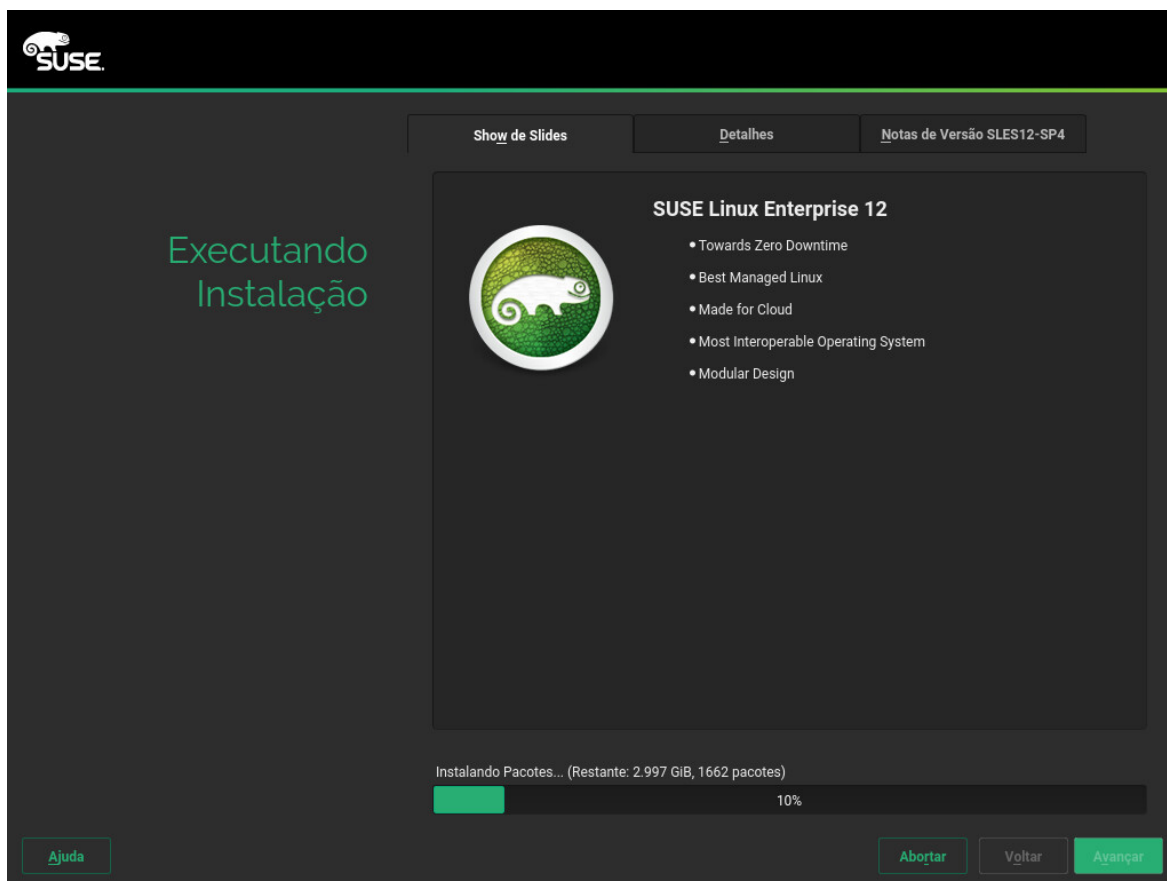 SUSE.
Show de Slides
Detalhes
Notas de Versão SLES12-SP4
Executando
Instalação
SUSE Linux Enterprise 12
• Towards Zero Downtime
• Best Managed Linux
• Made for Cloud
• Most Interoperable Operating System
• Modular Design
Instalando Pacotes... (Restante: 2.997 GiB, 1662 pacotes)
10%
Ajuda
Abortar
Voltar
Avançar